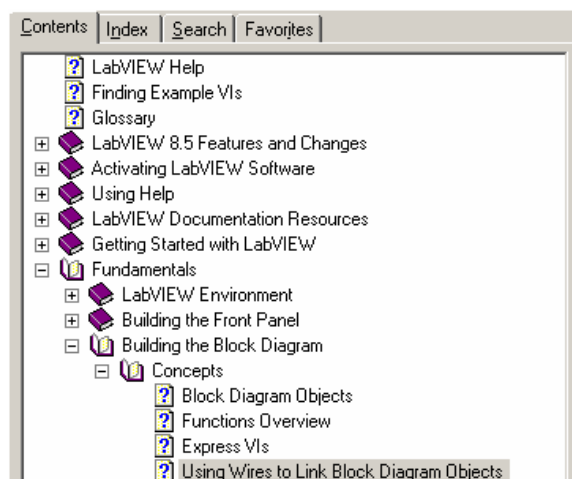 Contents Index Search Favorites
LabVIEW Help
Finding Example VIs
Glossary
LabVIEW 8.5 Features and Changes
Activating LabVIEW Software
Using Help
LabVIEW Documentation Resources
Getting Started with LabVIEW
Fundamentals
LabVIEW Environment
Building the Front Panel
Building the Block Diagram
Concepts
Block Diagram Objects
Functions Overview
Express VIs
Using Wires to Link Block Diagram Objects